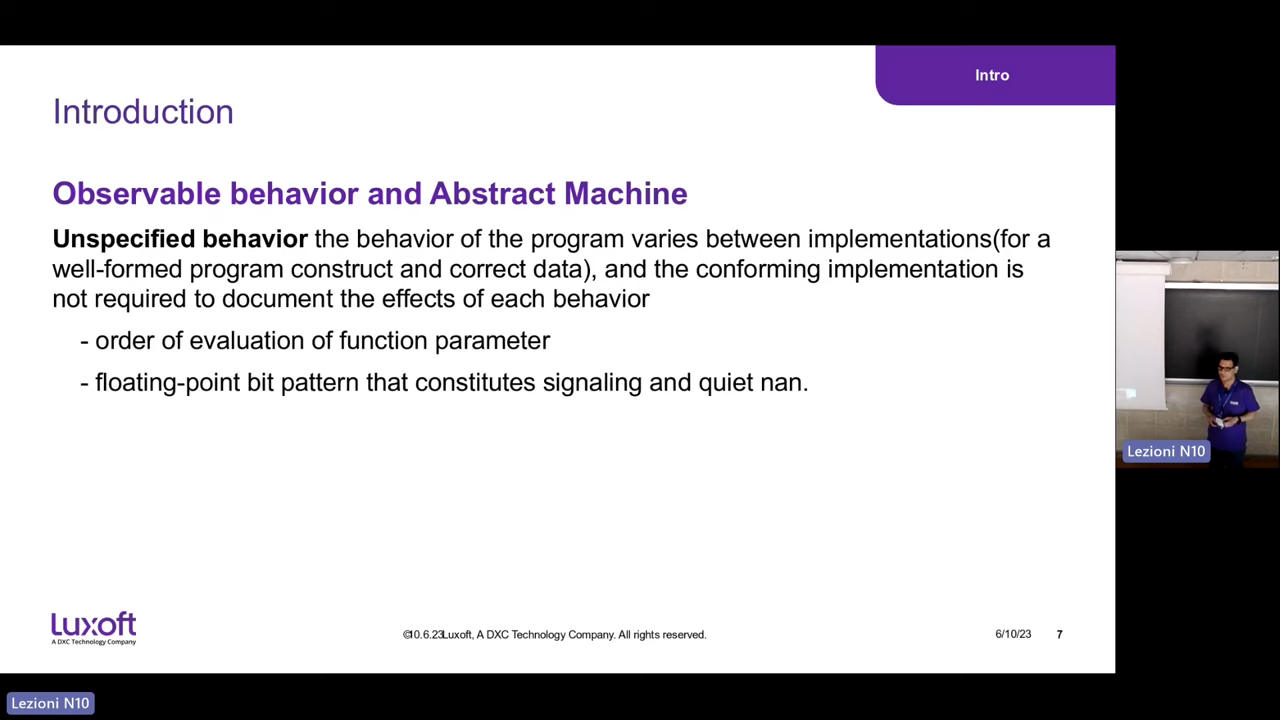 Intro
Introduction
Observable behavior and Abstract Machine
Unspecified behavior the behavior of the program varies between implementations(for a
well-formed program construct and correct data), and the conforming implementation is
not required to document the effects of each behavior
- order of evaluation of function parameter
- floating-point bit pattern that constitutes signaling and quiet nan.
Lezioni N10
Luxoft
A DXC Technology Company
©10.6.23Luxoft, A DXC Technology Company. All rights reserved.
6/10/23
7
Lezioni N10